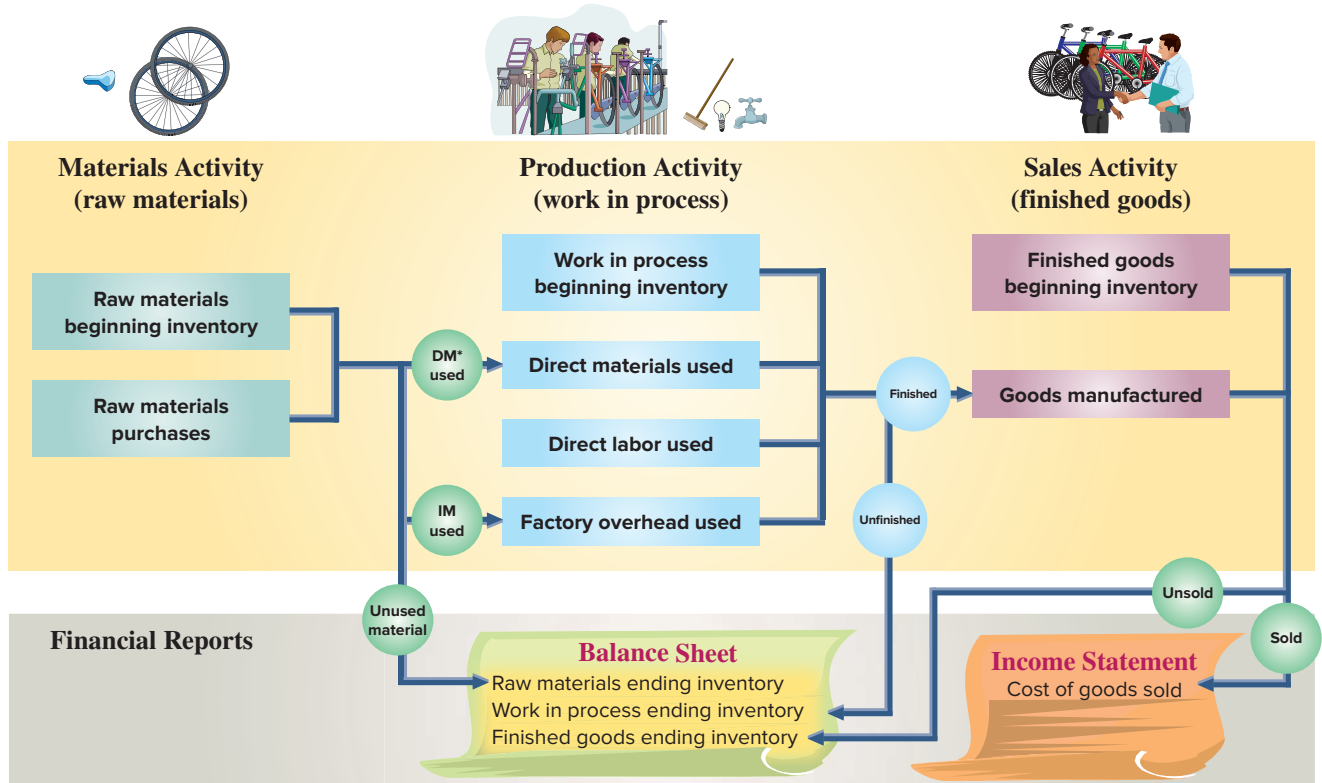 Materials Activity
(raw materials)
Production Activity
(work in process)
Sales Activity
(finished goods)
Raw materials
beginning inventory
Raw materials
purchases
DM*
used
IM
used
Unused
material
Work in process
beginning inventory
Direct materials used
Direct labor used
Factory overhead used
Finished
Unfinished
Finished goods
beginning inventory
Goods manufactured
Unsold
Sold
Financial Reports
Balance Sheet
Raw materials ending inventory
Work in process ending inventory
Finished goods ending inventory
Income Statement
Cost of goods sold